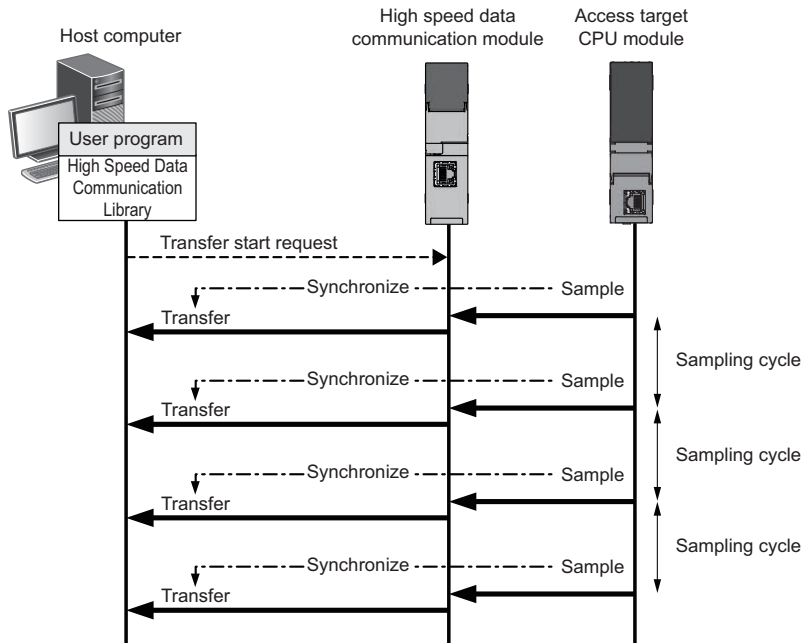 Host computer
High speed data
communication module
Access target
CPU module
User program
High Speed Data
Communication
Library
Transfer start request
Synchronize
Sample
Transfer
Sampling cycle
Synchronize
Sample
Transfer
Sampling cycle
Synchronize
Sample
Transfer
Sampling cycle
Synchronize
Sample
Transfer